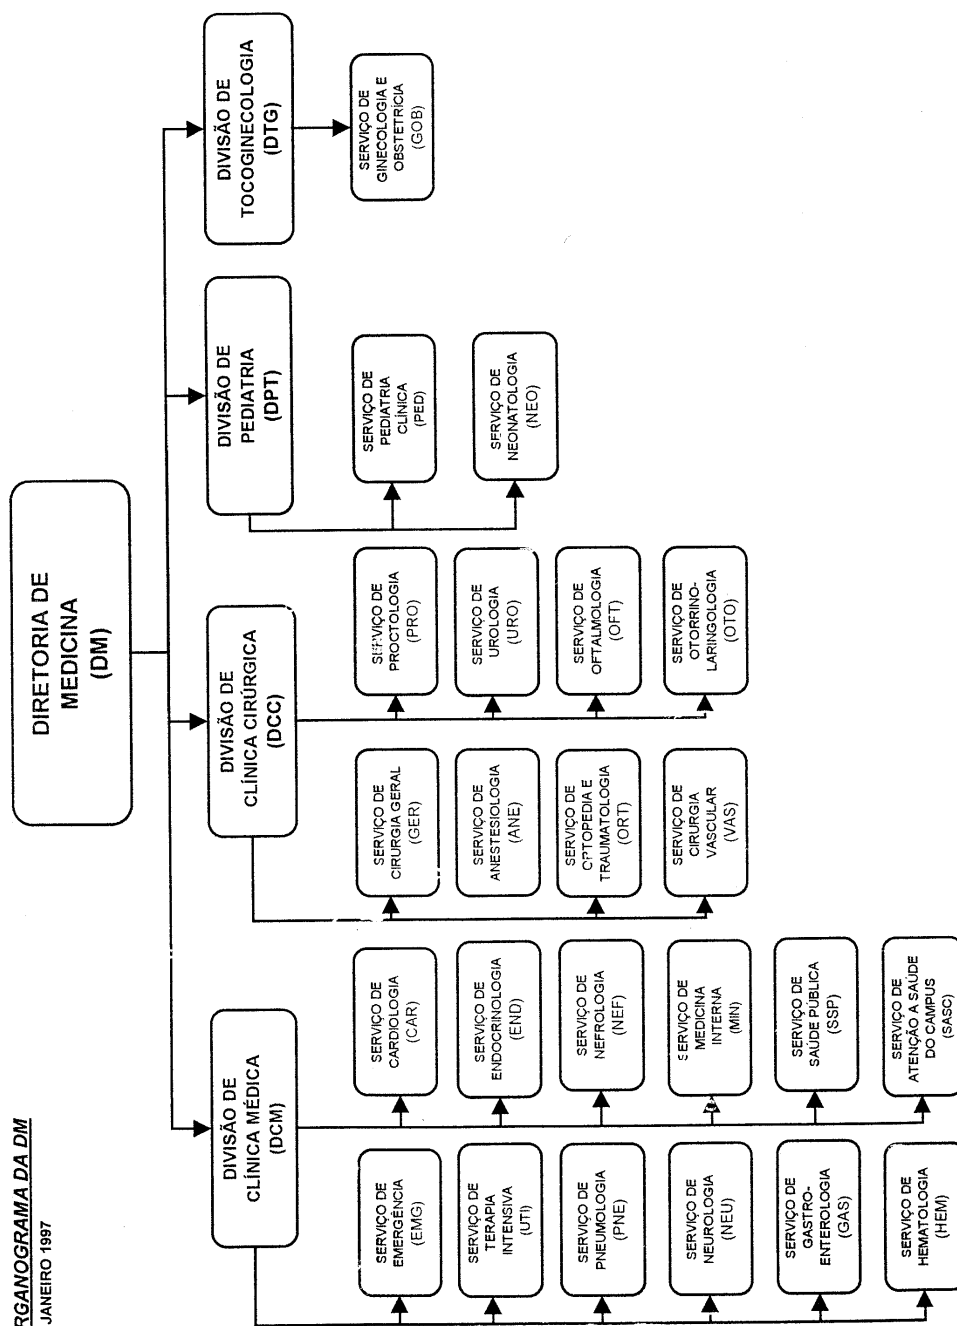 RGANOGRAMA DA DM
JANEIRO 1997
DIRETORIA DE
MEDICINA
(DM)
DIVISÃO DE
CLÍNICA MÉDICA
(DCM)
DIVISÃO DE
CLÍNICA CIRÚRGICA
(DCC)
DIVISÃO DE
PEDIATRIA
(DPT)
DIVISÃO DE
TOCOGINECOLOGIA
(DTG)
SERVIÇO DE
EMERGÊNCIA
(EMG)
SERVIÇO DE
TERAPIA
INTENSIVA
(UTI)
SERVIÇO DE
PNEUMOLOGIA
(PNE)
SERVIÇO DE
NEUROLOGIA
(NEU)
SERVIÇO DE
GASTRO-
ENTEROLOGIA
(GAS)
SERVIÇO DE
HEMATOLOGIA
(HEM)
SERVIÇO DE
CARDIOLOGIA
(CAR)
SERVIÇO DE
ENDOCRINOLOGIA
(END)
SERVIÇO DE
NEFROLOGIA
(NEF)
SERVIÇO DE
MEDICINA
INTERNA
(MIN)
SERVIÇO DE
SAÚDE PÚBLICA
(SSP)
SERVIÇO DE
ATENÇÃO A SAÚDE
DO CAMPUS
(SASC)
SERVIÇO DE
CIRURGIA GERAL
(GER)
SERVIÇO DE
ANESTESIOLOGIA
(ANE)
SERVIÇO DE
ORTOPEDIA E
TRAUMATOLOGIA
(ORT)
SERVIÇO DE
CIRURGIA
VASCULAR
(VAS)
SERVIÇO DE
PROCTOLOGIA
(PRO)
SERVIÇO DE
UROLOGIA
(URO)
SERVIÇO DE
OFTALMOLOGIA
(OFT)
SERVIÇO DE
OTORRINO-
LARINGOLOGIA
(OTO)
SERVIÇO DE
PEDIATRIA
CLÍNICA
(PED)
SERVIÇO DE
NEONATOLOGIA
(NEO)
SERVIÇO DE
GINECOLOGIA E
OBSTETRÍCIA
(GOB)